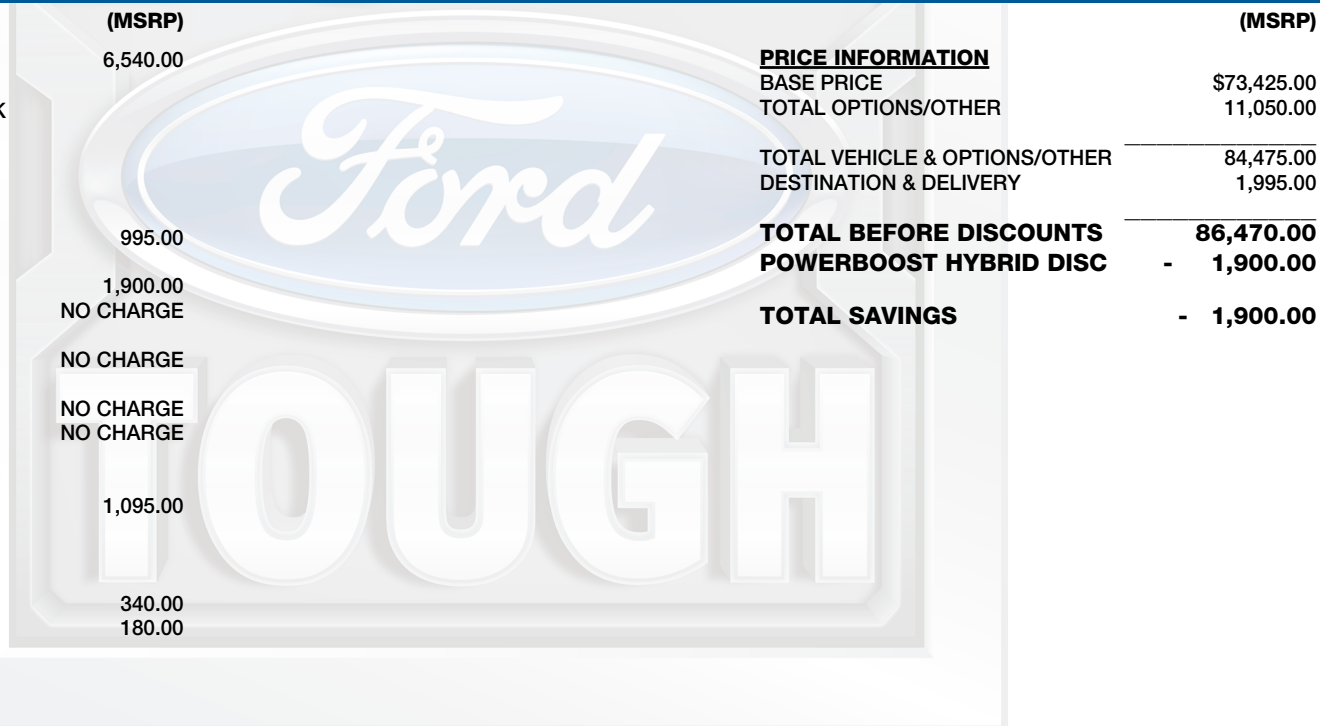 (MSRP)
6,540.00
K
995.00
1,900.00
NO CHARGE
NO CHARGE
NO CHARGE
NO CHARGE
1,095.00
340.00
180.00
Ford
TOUGH
(MSRP)
PRICE INFORMATION
BASE PRICE $73,425.00
TOTAL OPTIONS/OTHER 11,050.00
TOTAL VEHICLE & OPTIONS/OTHER 84,475.00
DESTINATION & DELIVERY 1,995.00
TOTAL BEFORE DISCOUNTS 86,470.00
POWERBOOST HYBRID DISC - 1,900.00
TOTAL SAVINGS - 1,900.00